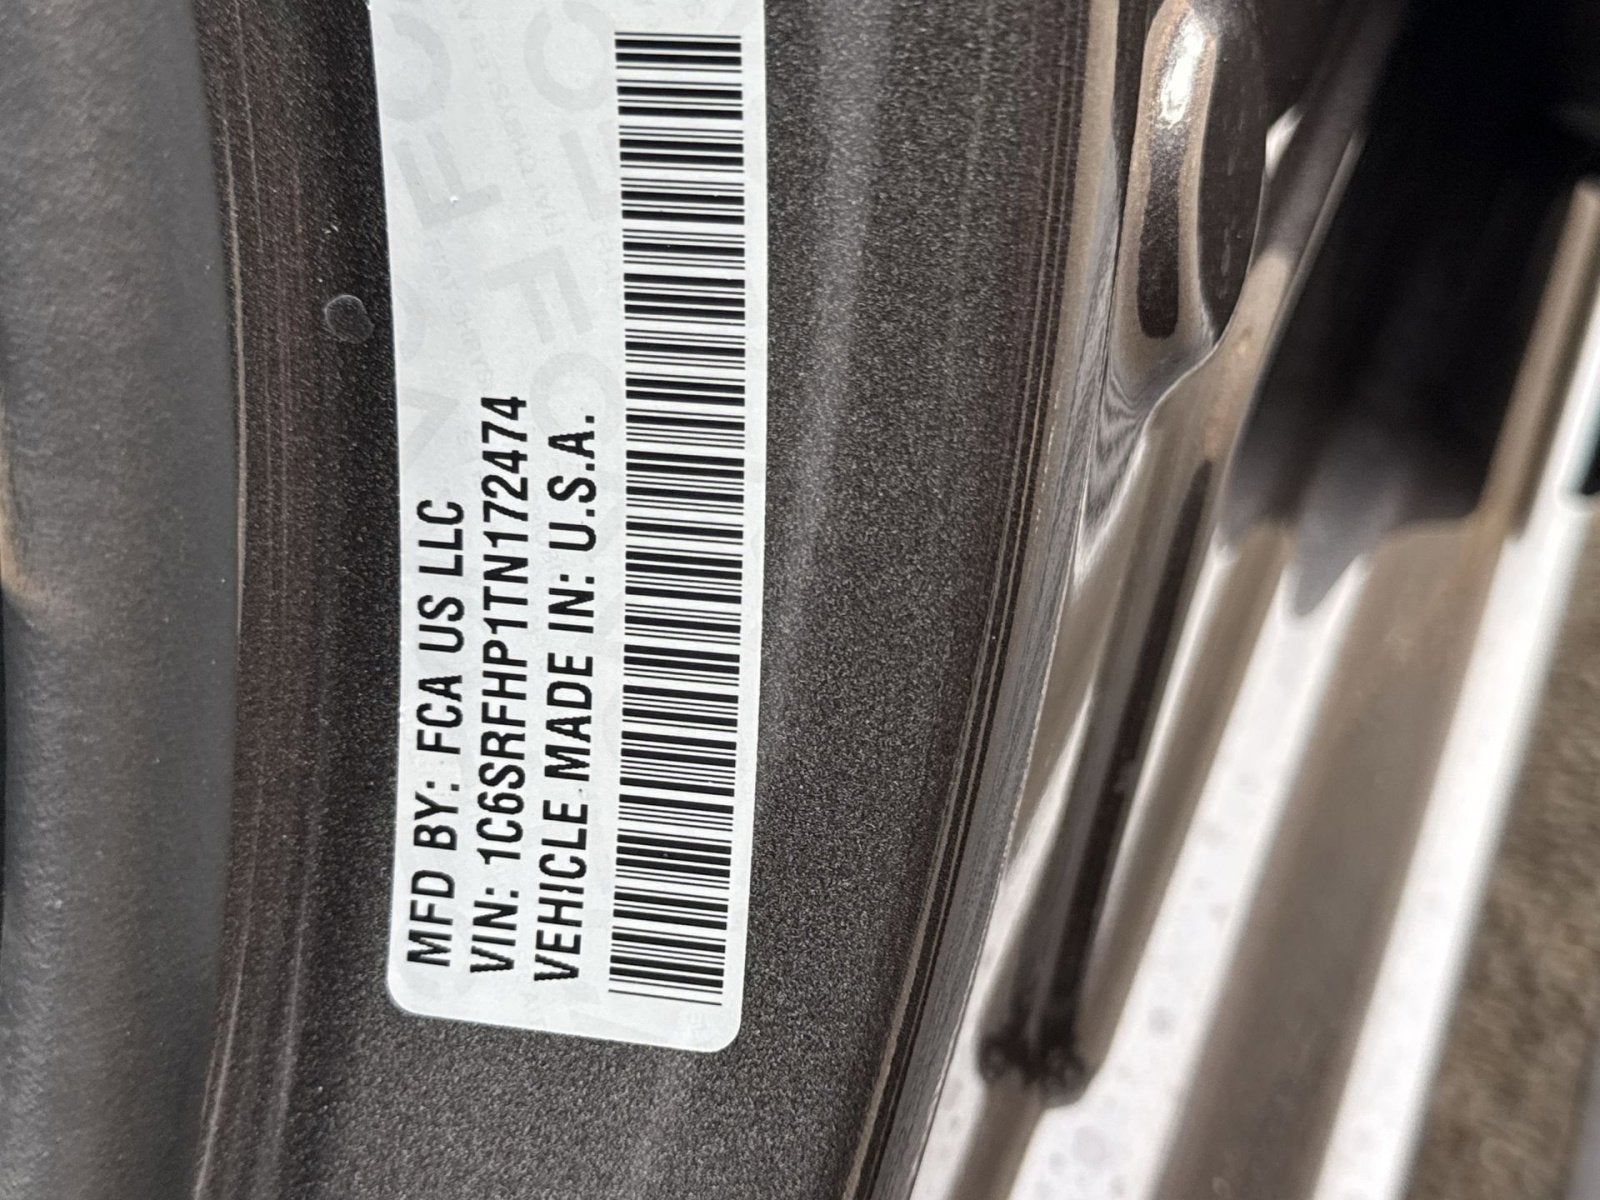 MFD BY: FCA US LLC
VIN: 1C6SRFHP1TN172474
VEHICLE MADE IN: U.S.A.